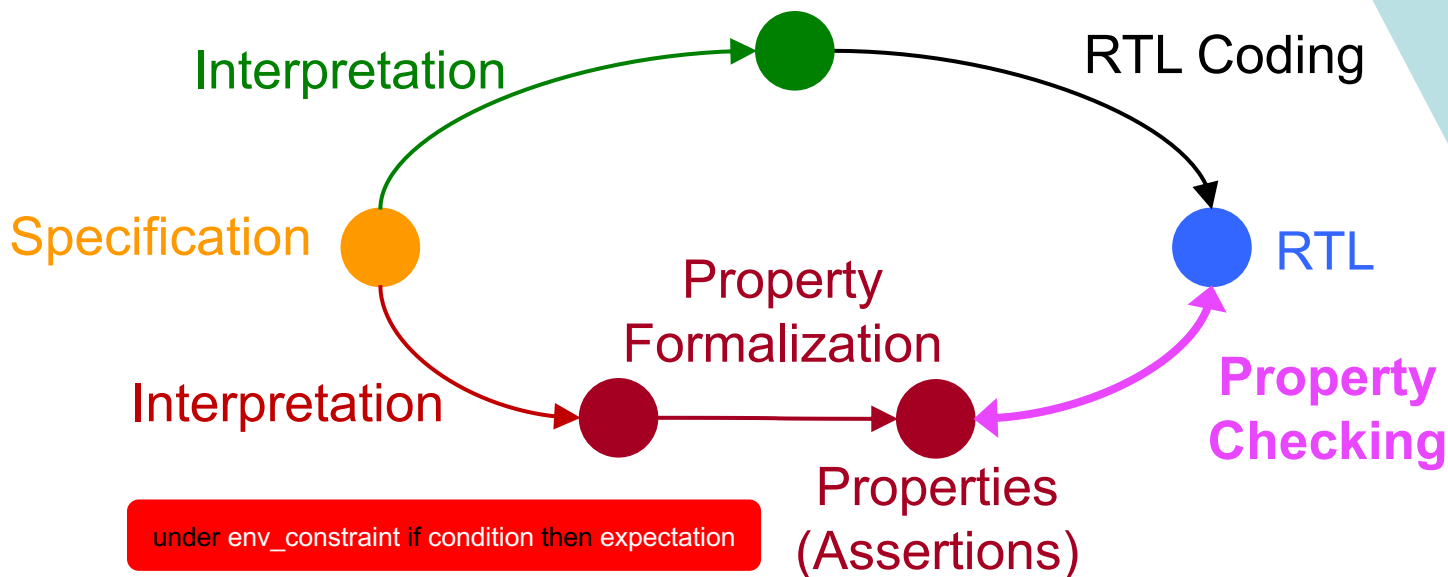 Interpretation
RTL Coding
Specification
RTL
Property
Formalization
Interpretation
Property
Checking
Properties
(Assertions)
under env_constraint if condition then expectation